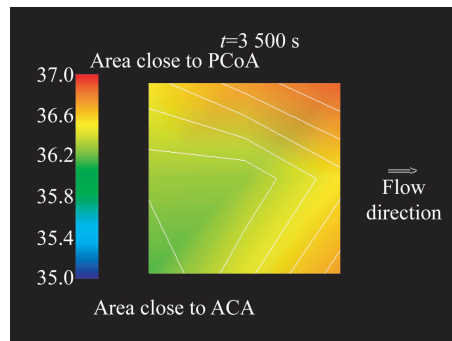 t=3 500 s
Area close to PCoA
37.0
36.6
36.2
35.8
35.4
35.0
Flow
direction
Area close to ACA